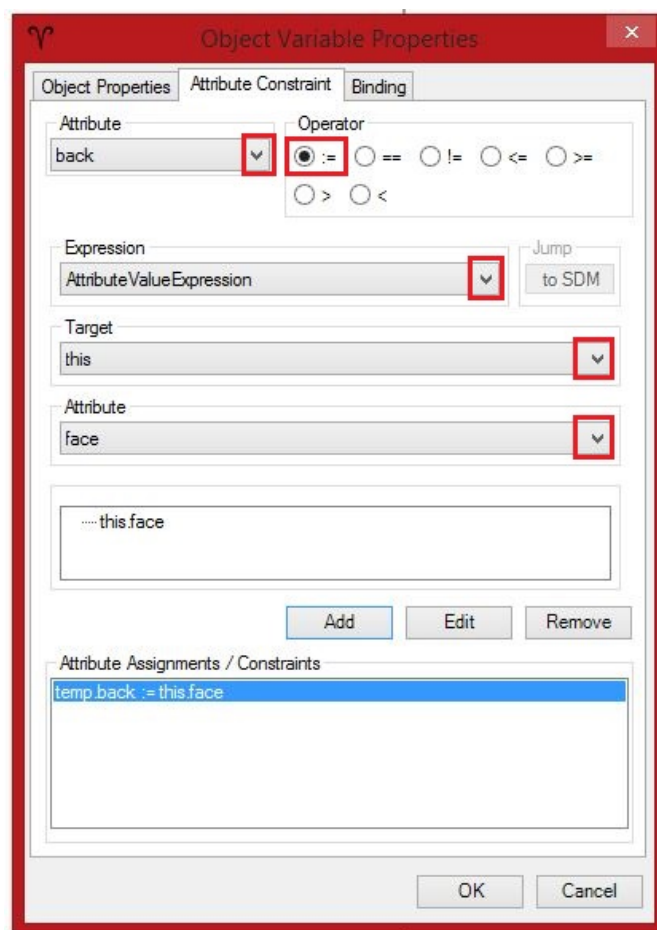 Object Variable Properties
Object Properties Attribute Constraint Binding
Attribute
back
Operator
:= == != <= >=
> <
Expression
AttributeValueExpression
Jump
to SDM
Target
this
Attribute
face
this.face
Add Edit Remove
Attribute Assignments / Constraints
temp.back := this.face
OK Cancel